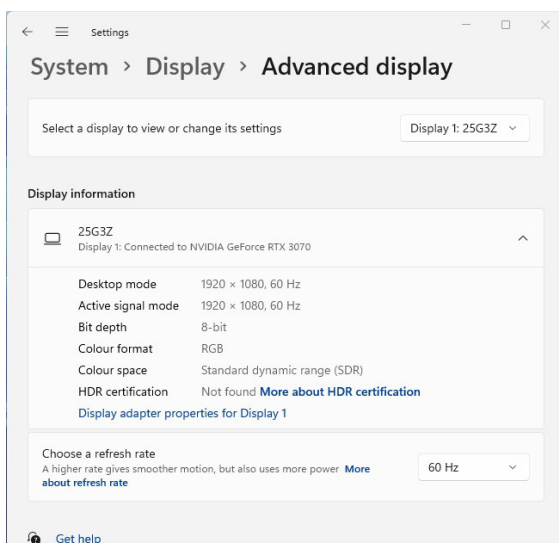 Settings
System > Display > Advanced display
Select a display to view or change its settings
Display 1: 25G3Z
Display information
25G3Z
Display 1: Connected to NVIDIA GeForce RTX 3070
Desktop mode 1920 × 1080, 60 Hz
Active signal mode 1920 × 1080, 60 Hz
Bit depth 8-bit
Colour format RGB
Colour space Standard dynamic range (SDR)
HDR certification Not found More about HDR certification
Display adapter properties for Display 1
Choose a refresh rate
A higher rate gives smoother motion, but also uses more power More
about refresh rate
60 Hz
Get help